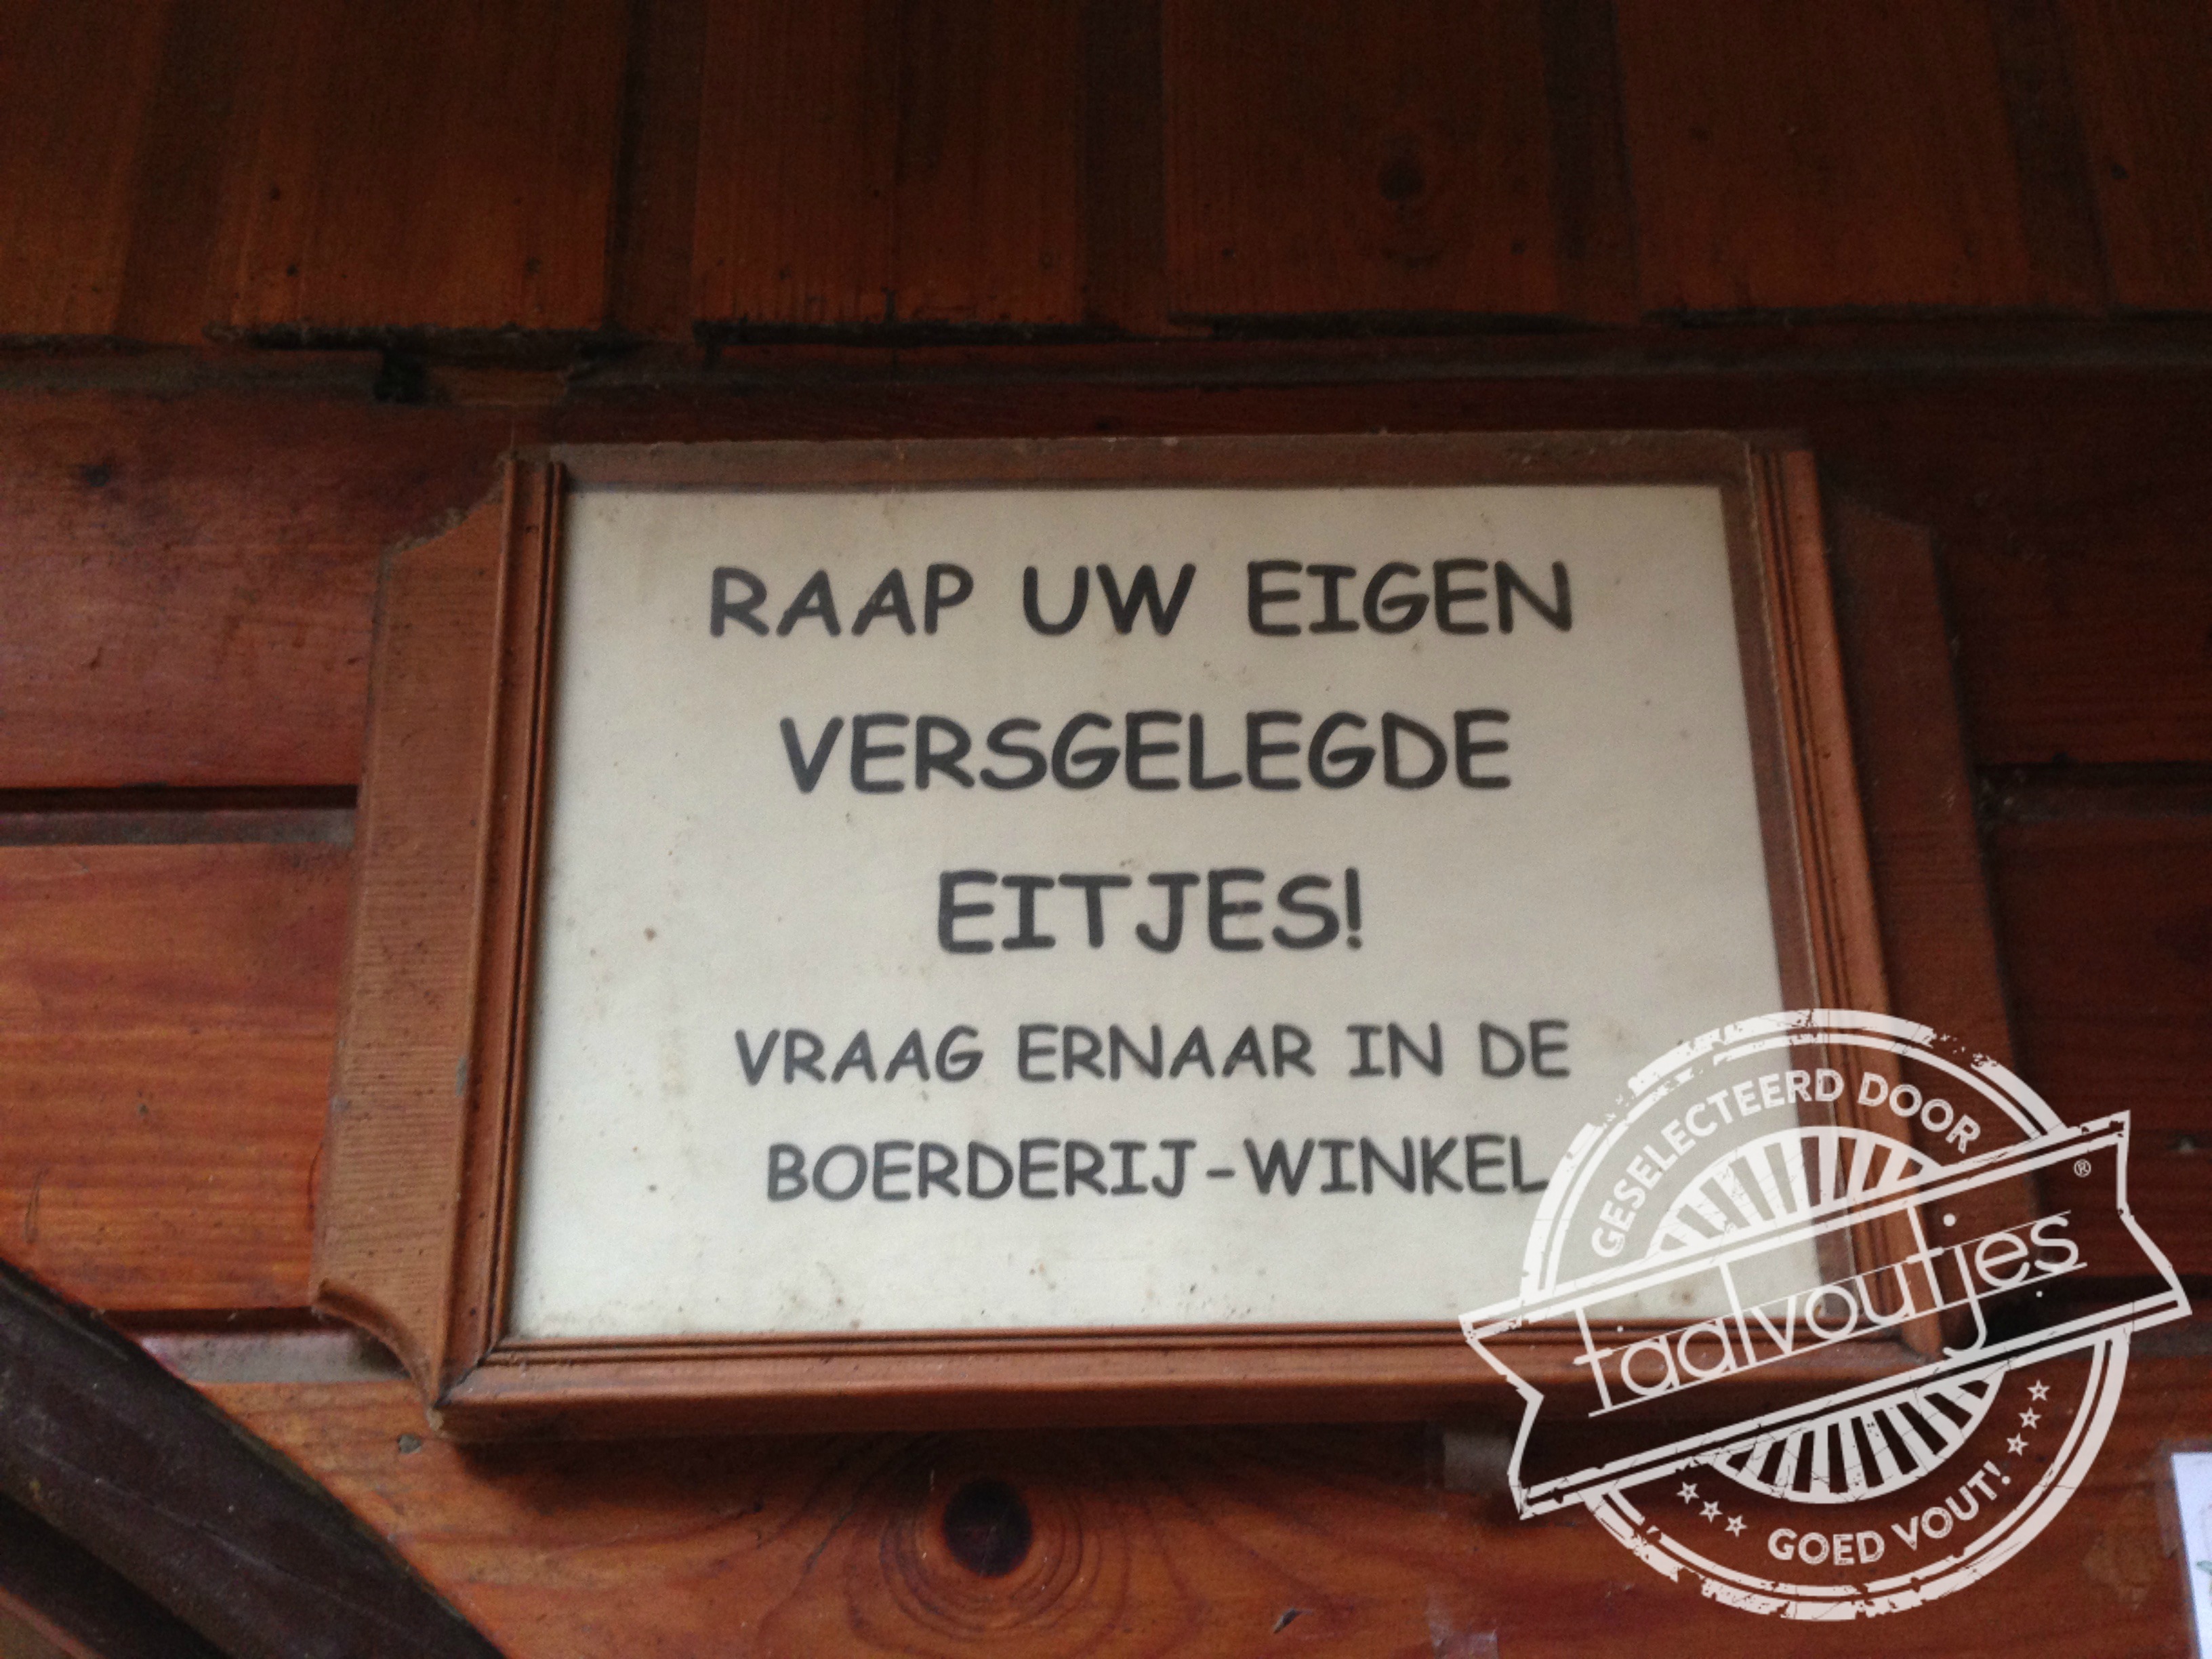 RAAP UW EIGEN
VERSGELEGDE
EITJES!
VRAAG ERNAAR IN DE
BOERDERIJ-WINKEL
GESELECTEERD DOOR
taalvoutjes®
GOED VOUT!